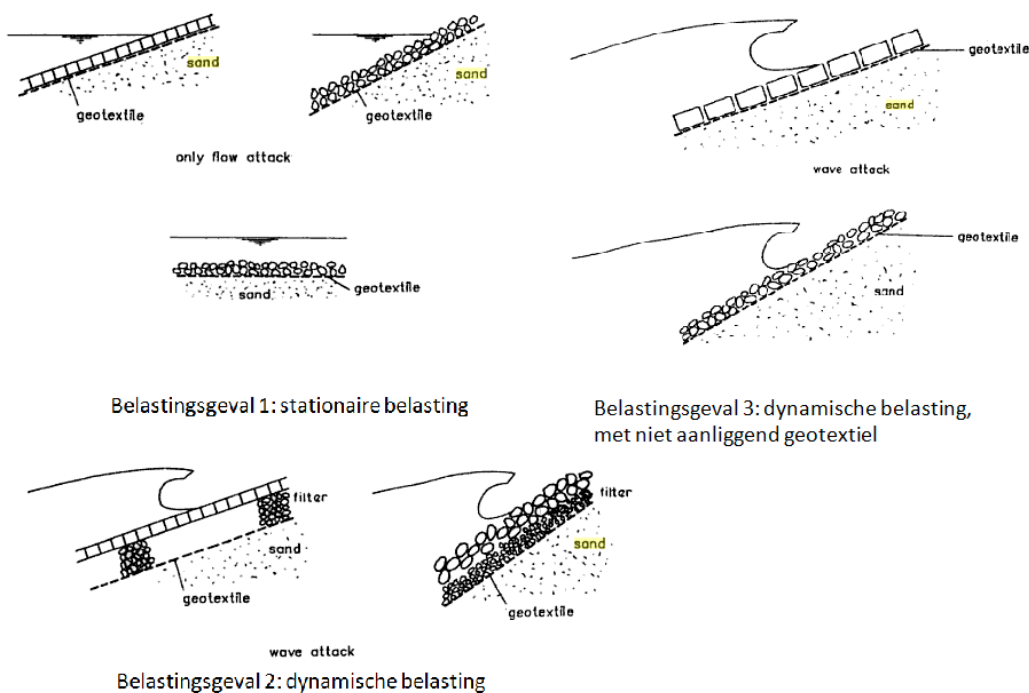 sand
geotextile
sand
geotextile
only flow attack
sand
geotextile
Belastingsgeval 1: stationaire belasting
geotextile
sand
wave attack
geotextile
sand
Belastingsgeval 3: dynamische belasting,
met niet aanliggend geotextiel
filter
sand
geotextile
filter
sand
geotextile
wave attack
Belastingsgeval 2: dynamische belasting